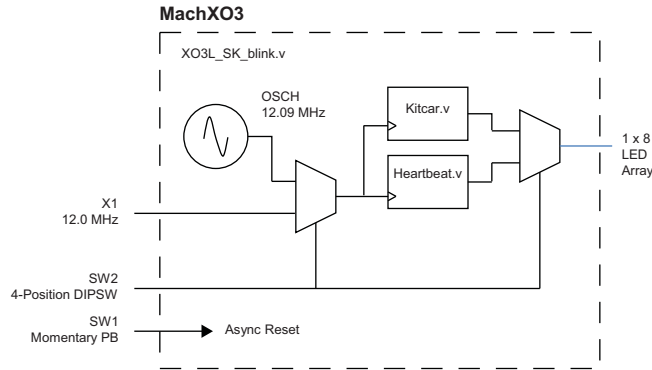 MachXO3
XO3L_SK_blink.v
OSCH
12.09 MHz
Kitcar.v
Heartbeat.v
1 x 8
LED
Array
X1
12.0 MHz
SW2
4-Position DIPSW
SW1
Momentary PB
Async Reset